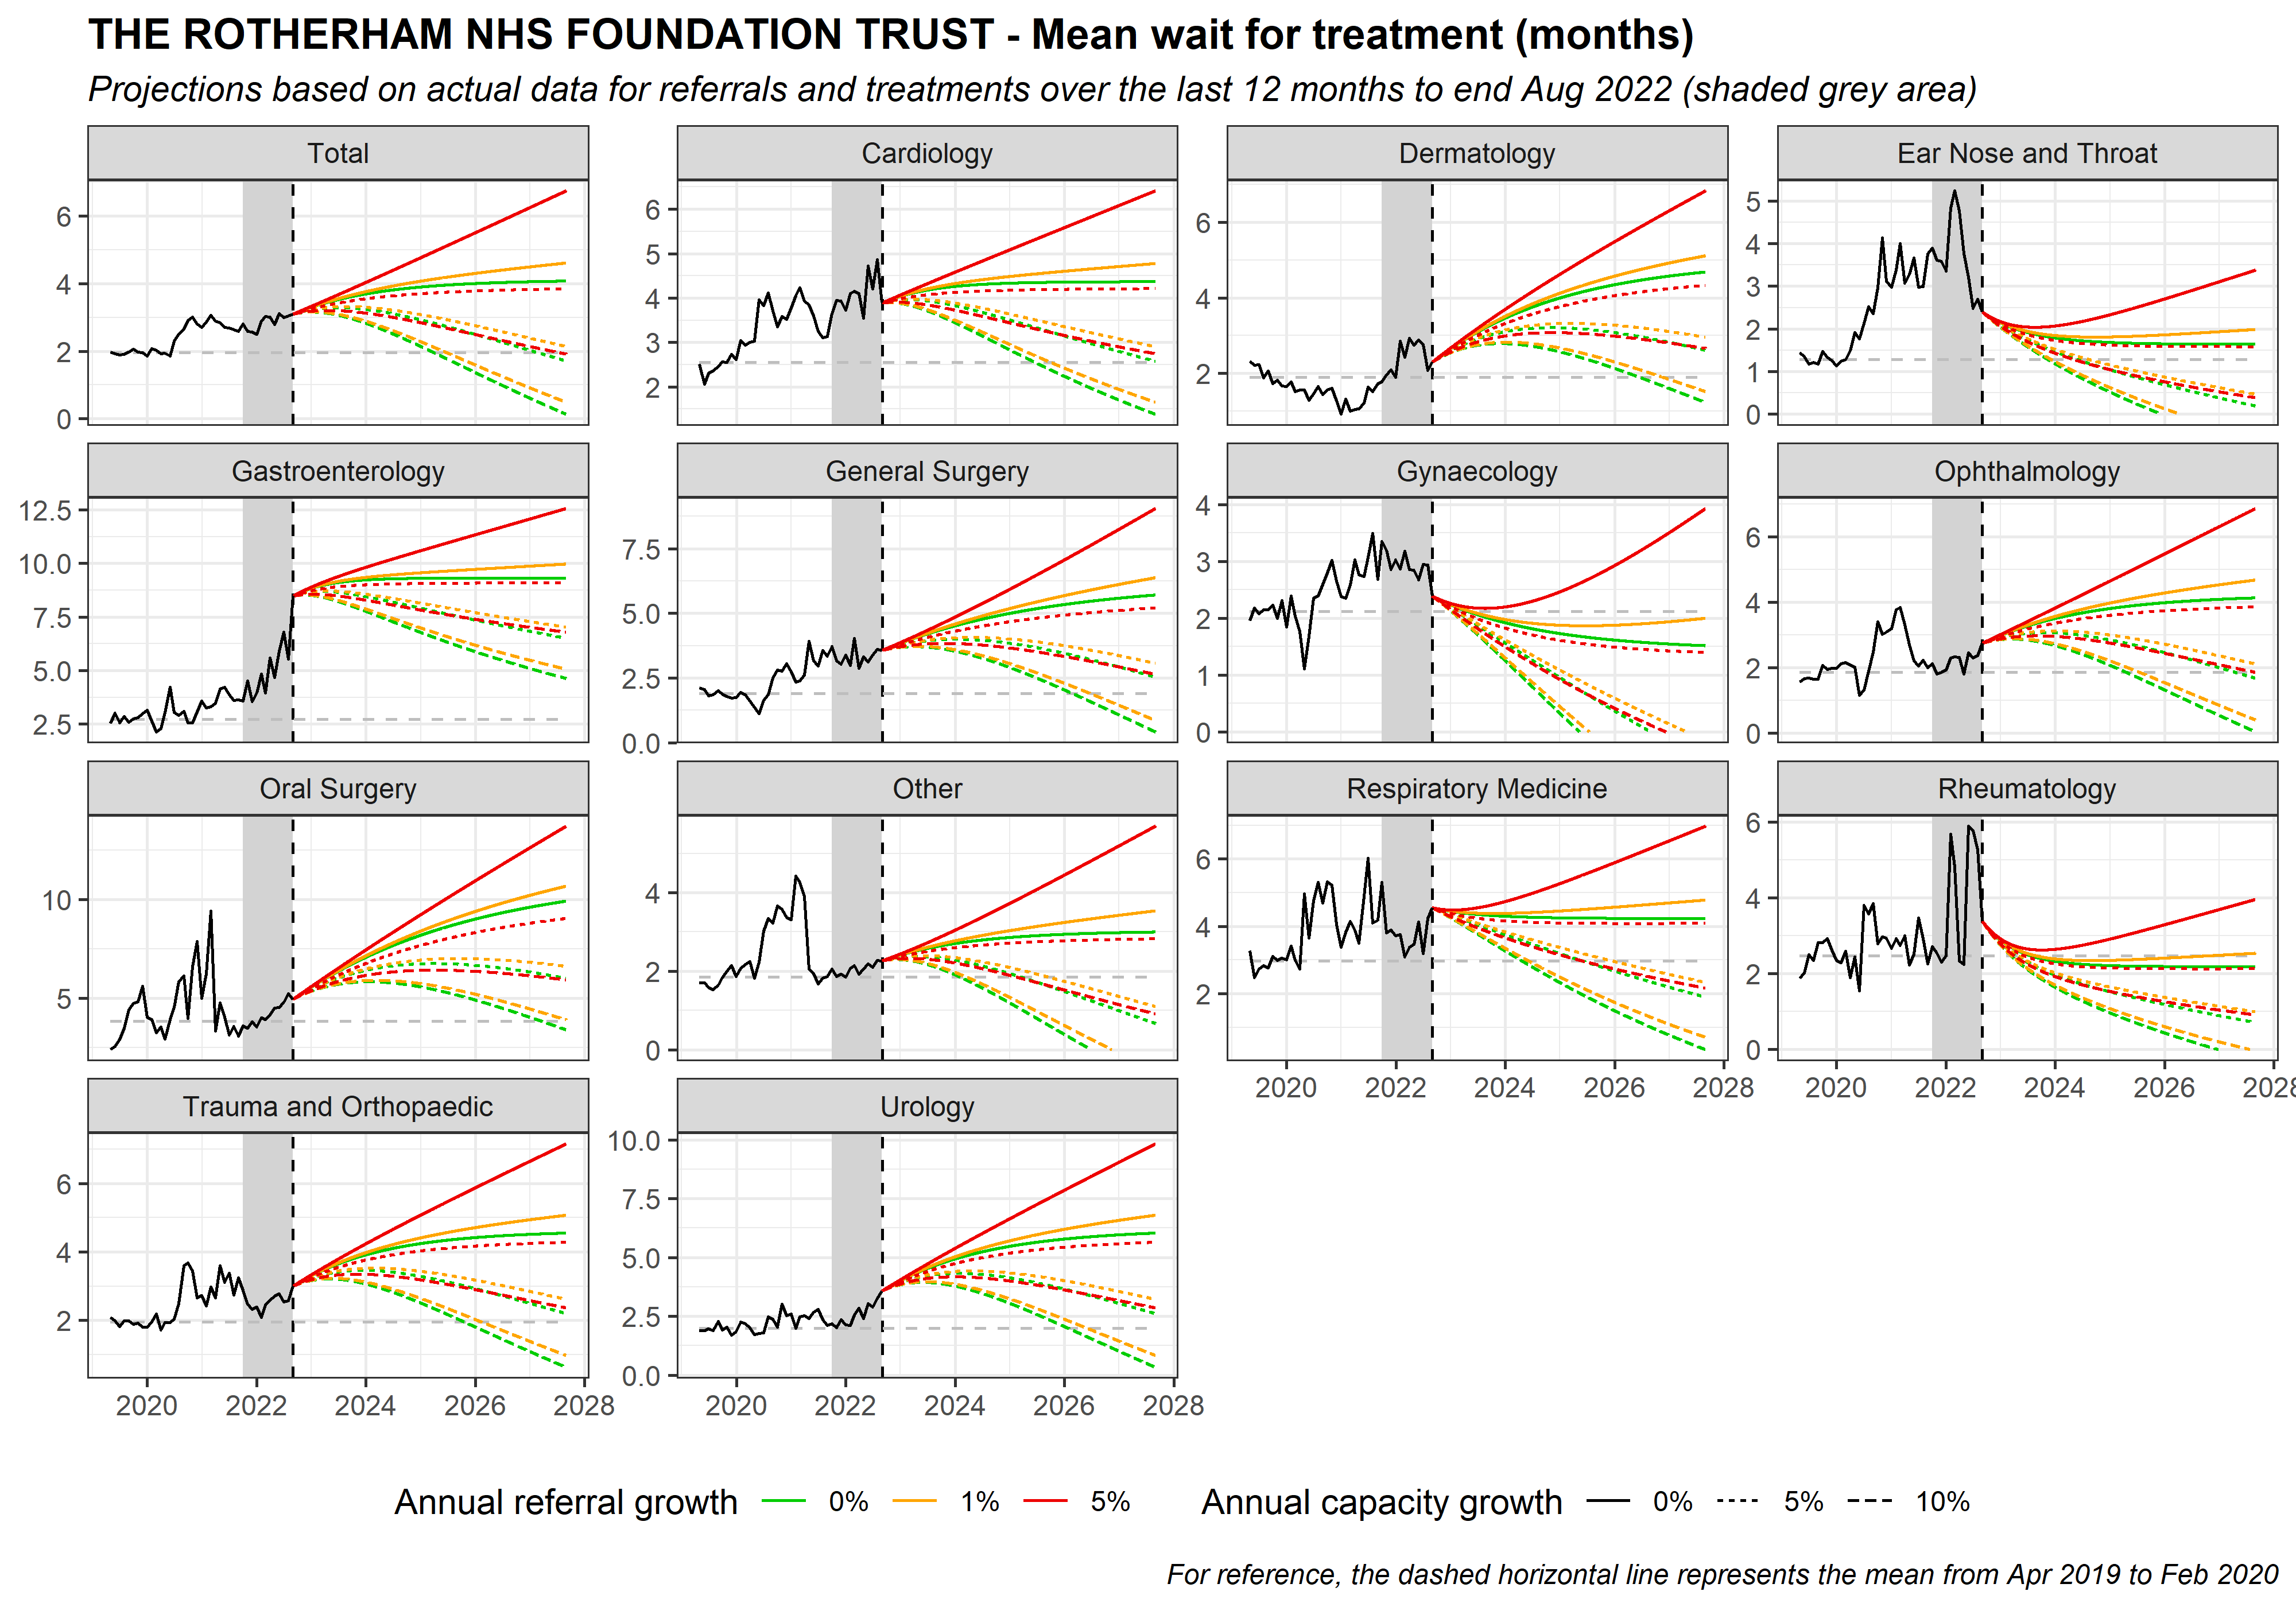 THE ROTHERHAM NHS FOUNDATION TRUST - Mean wait for treatment (months)
Projections based on actual data for referrals and treatments over the last 12 months to end Aug 2022 (shaded grey area)
Total
6
4
2
0
Cardiology
6
5
4
3
2
Dermatology
6
4
2
Ear Nose and Throat
5
4
3
2
1
0
Gastroenterology
12.5
10.0
7.5
5.0
2.5
General Surgery
7.5
5.0
2.5
0.0
Gynaecology
4
3
2
1
0
Ophthalmology
6
4
2
0
Oral Surgery
10
5
Other
4
2
0
Respiratory Medicine
6
4
2
2020 2022 2024 2026 2028
Rheumatology
6
4
2
0
2020 2022 2024 2026 2028
Trauma and Orthopaedic
6
4
2
2020 2022 2024 2026 2028
Urology
10.0
7.5
5.0
2.5
0.0
2020 2022 2024 2026 2028
Annual referral growth 0% 1% 5% Annual capacity growth 0% 5% 10%
For reference, the dashed horizontal line represents the mean from Apr 2019 to Feb 2020